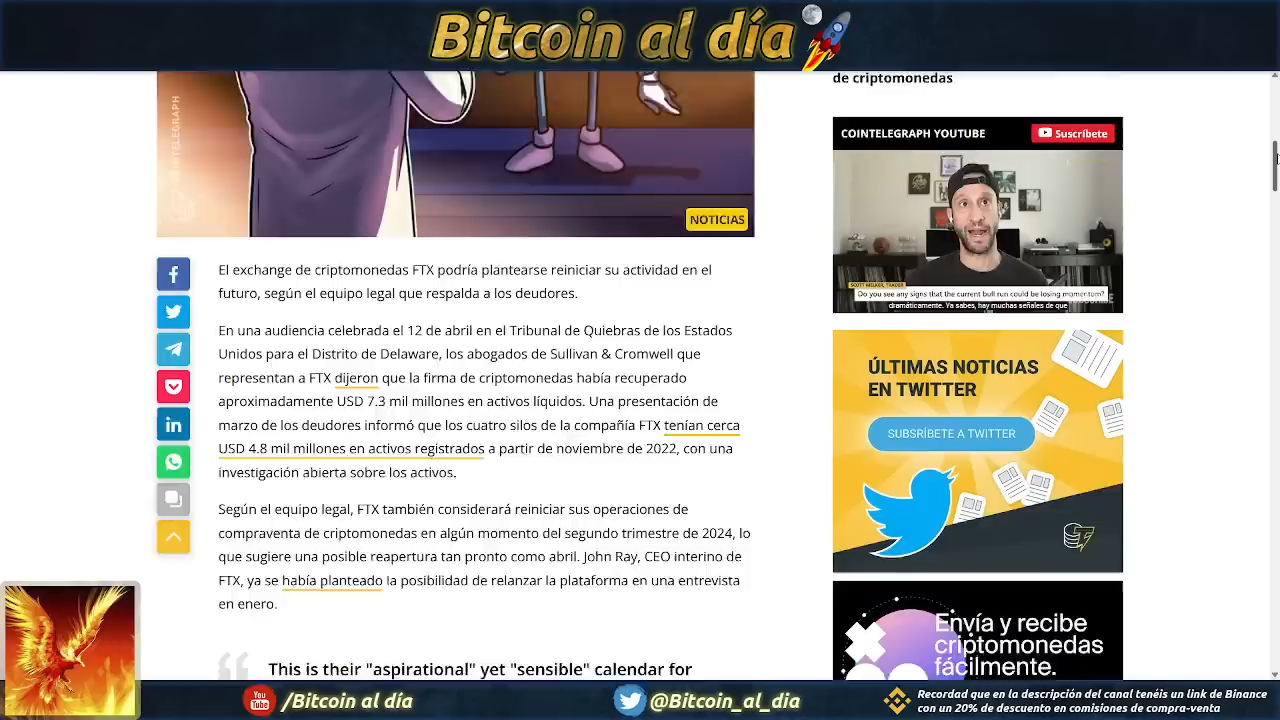 Bitcoin al día
de criptomonedas
COINTELEGRAPH
NOTICIAS
COINTELEGRAPH YOUTUBE
Suscríbete
SCOTT MELKER, TRADER
Do you see any signs that the current bull run could be losing momentum?
dramáticamente. Ya sabes, hay muchas señales de que
El exchange de criptomonedas FTX podría plantearse reiniciar su actividad en el
futuro, según el equipo legal que respalda a los deudores.
En una audiencia celebrada el 12 de abril en el Tribunal de Quiebras de los Estados
Unidos para el Distrito de Delaware, los abogados de Sullivan & Cromwell que
representan a FTX dijeron que la firma de criptomonedas había recuperado
aproximadamente USD 7.3 mil millones en activos líquidos. Una presentación de
marzo de los deudores informó que los cuatro silos de la compañía FTX tenían cerca
USD 4.8 mil millones en activos registrados a partir de noviembre de 2022, con una
investigación abierta sobre los activos.
Según el equipo legal, FTX también considerará reiniciar sus operaciones de
compraventa de criptomonedas en algún momento del segundo trimestre de 2024, lo
que sugiere una posible reapertura tan pronto como abril. John Ray, CEO interino de
FTX, ya se había planteado la posibilidad de relanzar la plataforma en una entrevista
en enero.
This is their "aspirational" yet "sensible" calendar for
ÚLTIMAS NOTICIAS
EN TWITTER
SUBSRÍBETE A TWITTER
Envía y recibe
criptomonedas
fácilmente.
You
Tube
/Bitcoin al día
@Bitcoin_al_dia
Recordad que en la descripción del canal tenéis un link de Binance
con un 20% de descuento en comisiones de compra-venta